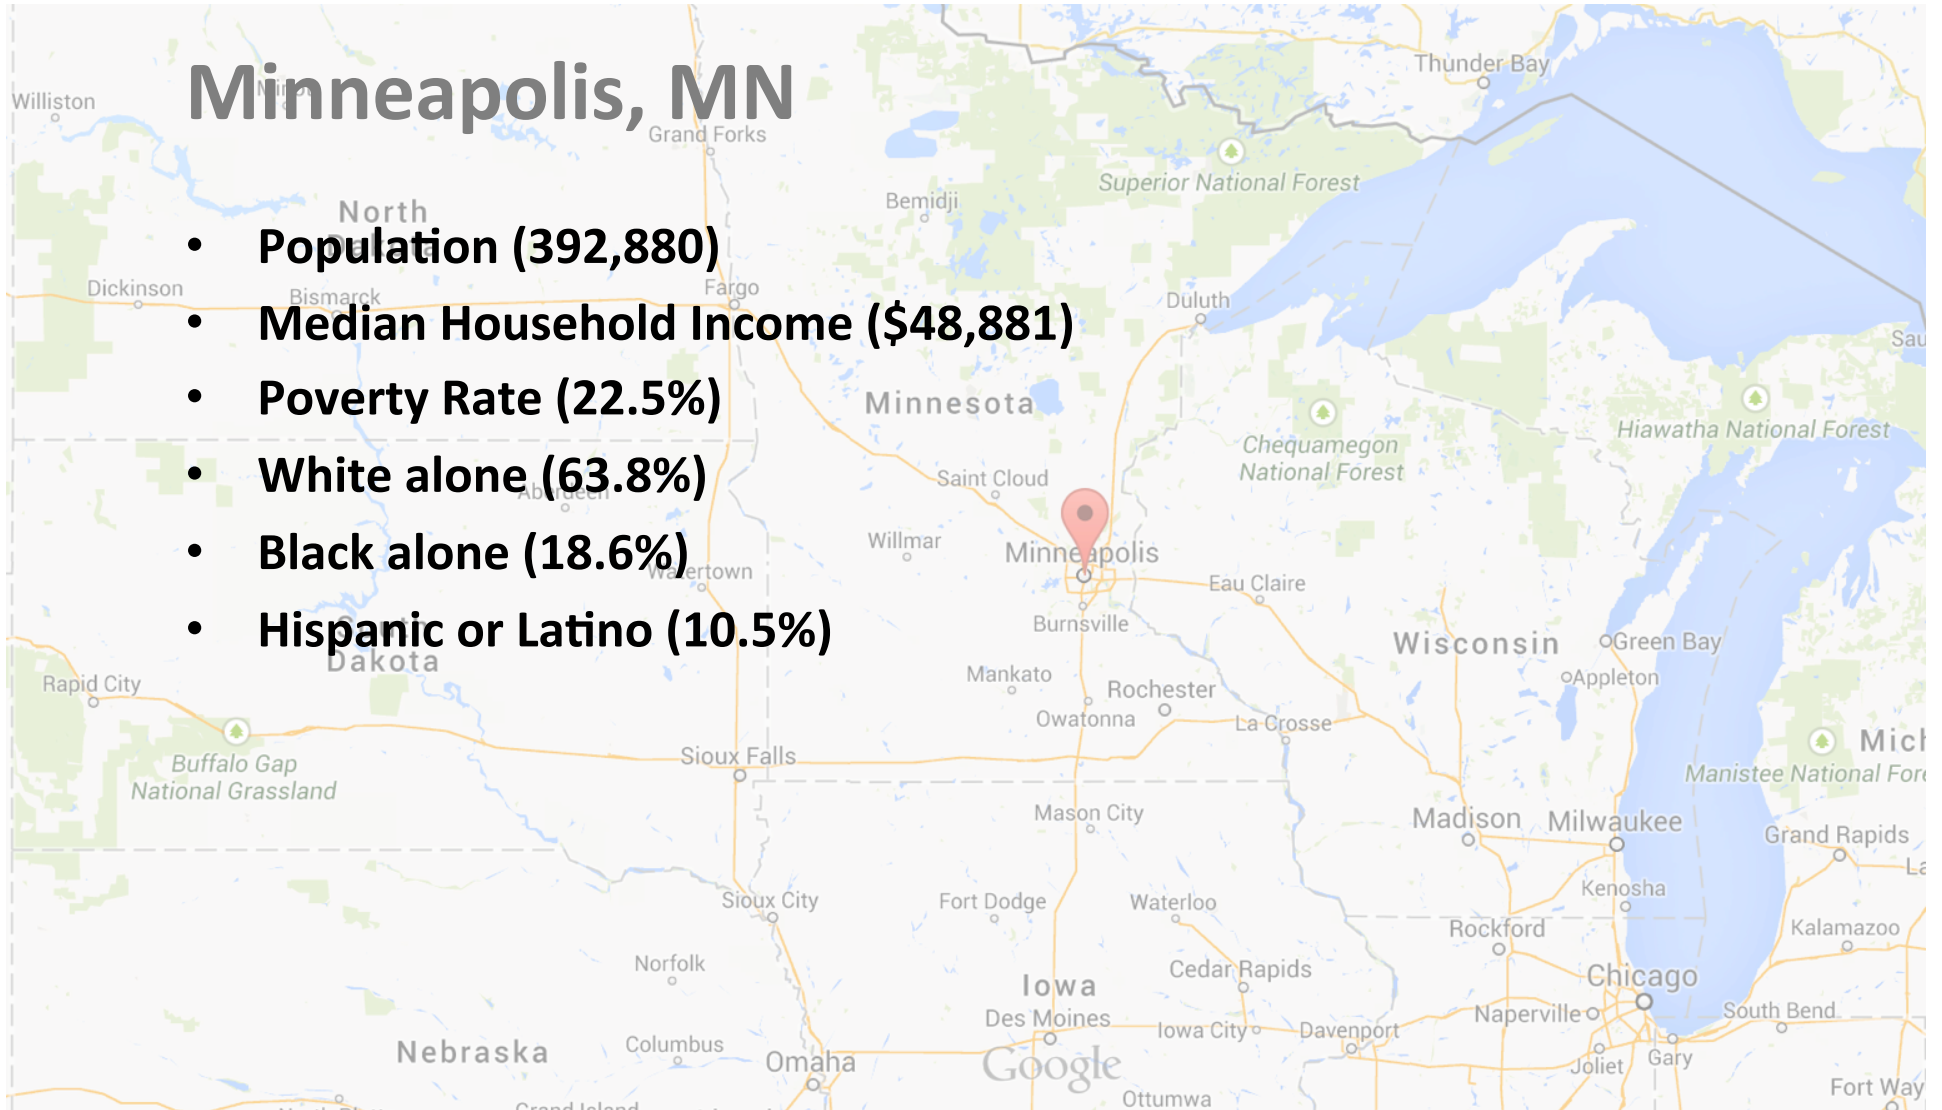 Minneapolis, MN
• Population (392,880)
• Median Household Income ($48,881)
• Poverty Rate (22.5%)
• White alone (63.8%)
• Black alone (18.6%)
• Hispanic or Latino (10.5%)
Thunder Bay
Williston
Grand Forks
Superior National Forest
Bemidji
North
Dakota
Dickinson
Bismarck
Fargo
Duluth
Minnesota
Hiawatha National Forest
Chequamegon
National Forest
Saint Cloud
Aberdeen
Willmar
Minneapolis
Watertown
Eau Claire
Burnsville
South
Dakota
Wisconsin
Green Bay
Mankato
Appleton
Rapid City
Rochester
Owatonna
La Crosse
Sioux Falls
Buffalo Gap
National Grassland
Mich
Manistee National Fore
Mason City
Madison
Milwaukee
Grand Rapids
Kenosha
Sioux City
Fort Dodge
Waterloo
Rockford
Kalamazoo
Norfolk
Cedar Rapids
Chicago
Iowa
Des Moines
Iowa City
Davenport
Naperville
South Bend
Nebraska
Columbus
Omaha
Google
Joliet
Gary
Fort Way
Ottumwa